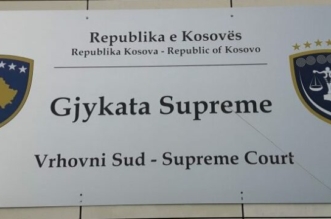 Republika e Kosovës
Republika Kosova - Republic of Kosovo
Gjykata Supreme
Vrhovni Sud - Supreme Court